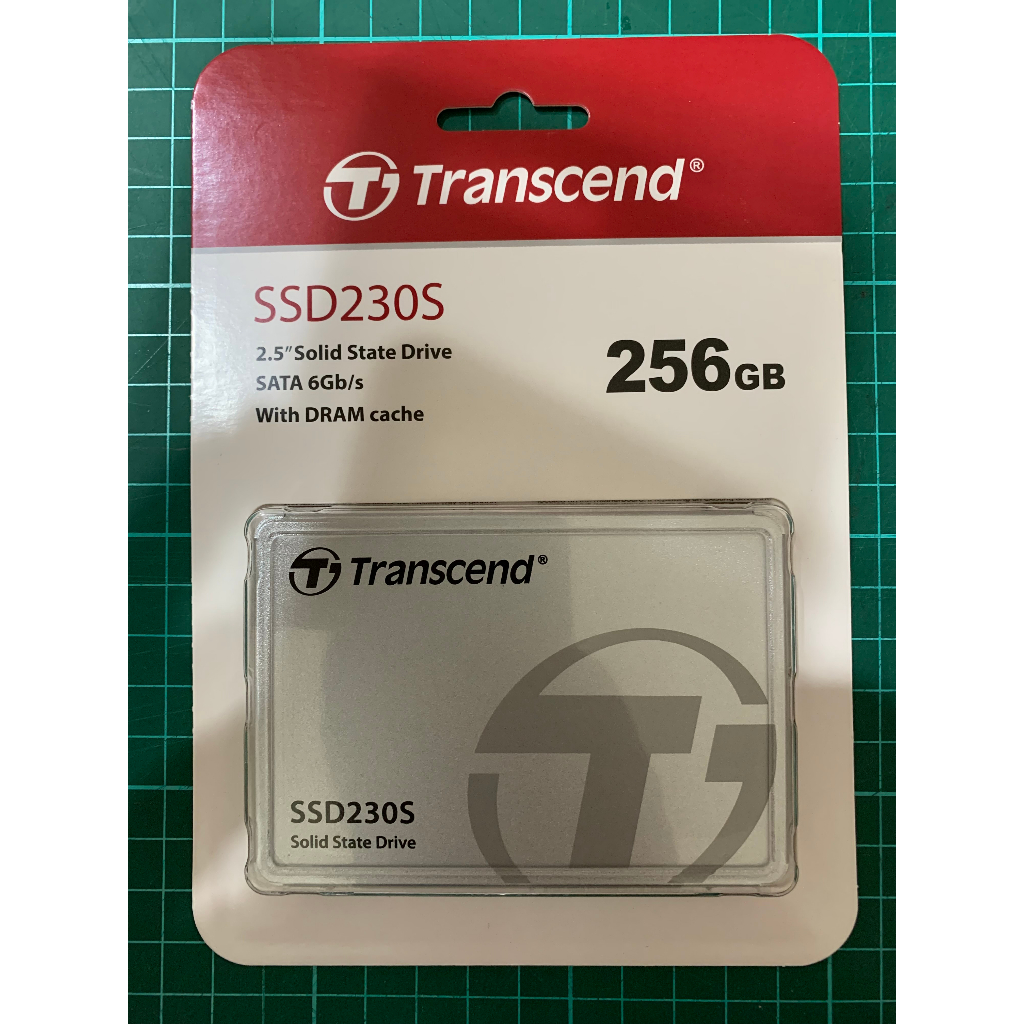 Transcend®
SSD230S
2.5" Solid State Drive
SATA 6Gb/s
With DRAM cache
256GB
Transcend®
SSD230S
Solid State Drive